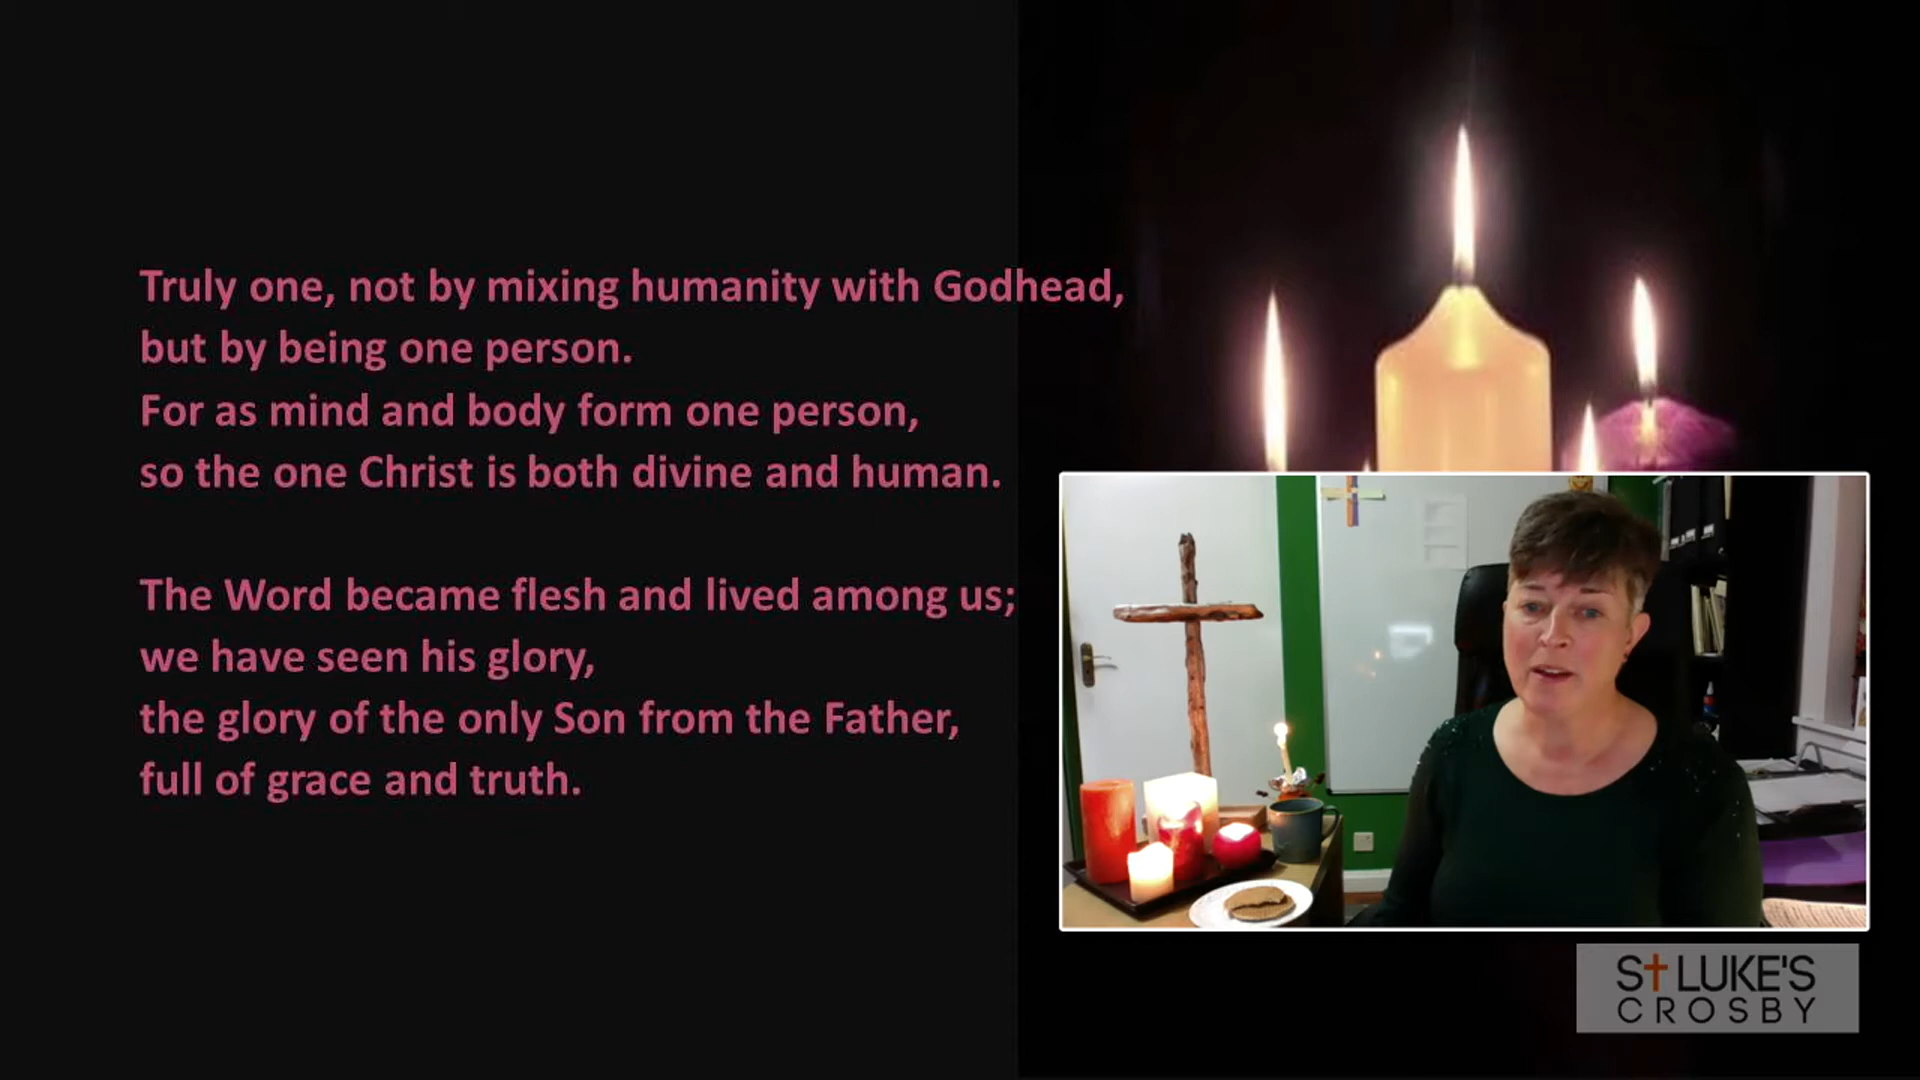 Truly one, not by mixing humanity with Godhead,
but by being one person.
For as mind and body form one person,
so the one Christ is both divine and human.
The Word became flesh and lived among us;
we have seen his glory,
the glory of the only Son from the Father,
full of grace and truth.
St LUKE'S
CROSBY